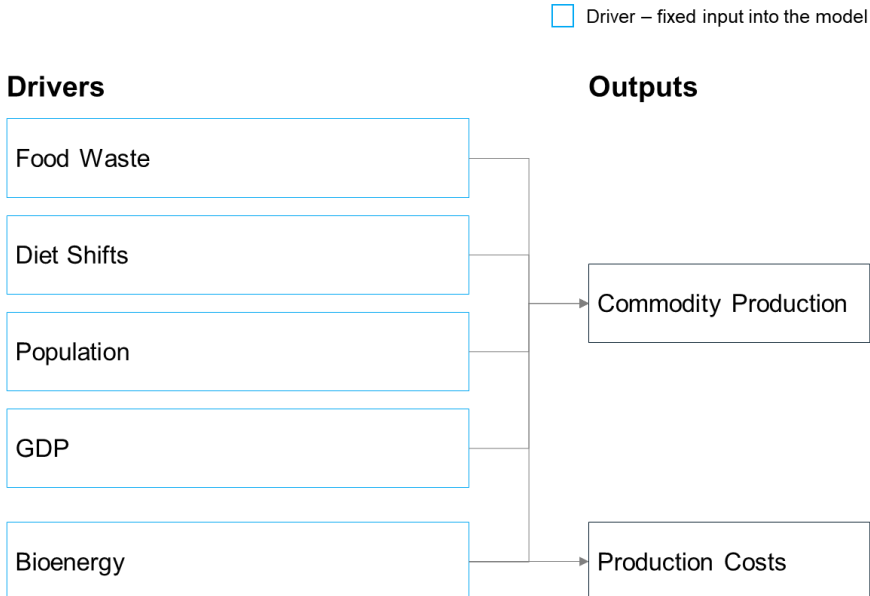 Driver – fixed input into the model
Drivers
Outputs
Food Waste
Diet Shifts
Commodity Production
Population
GDP
Bioenergy
Production Costs